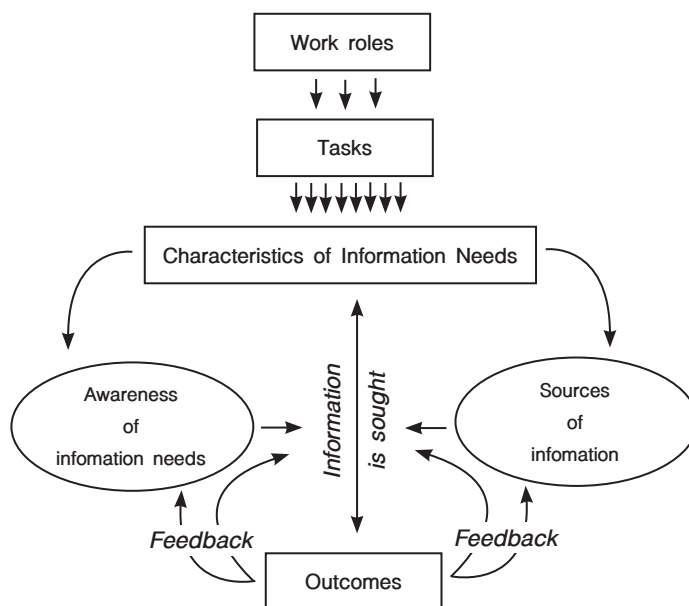 Work roles
Tasks
Characteristics of Information Needs
Awareness
of
infomation needs
Information
is sought
Sources
of
infomation
Feedback
Feedback
Outcomes